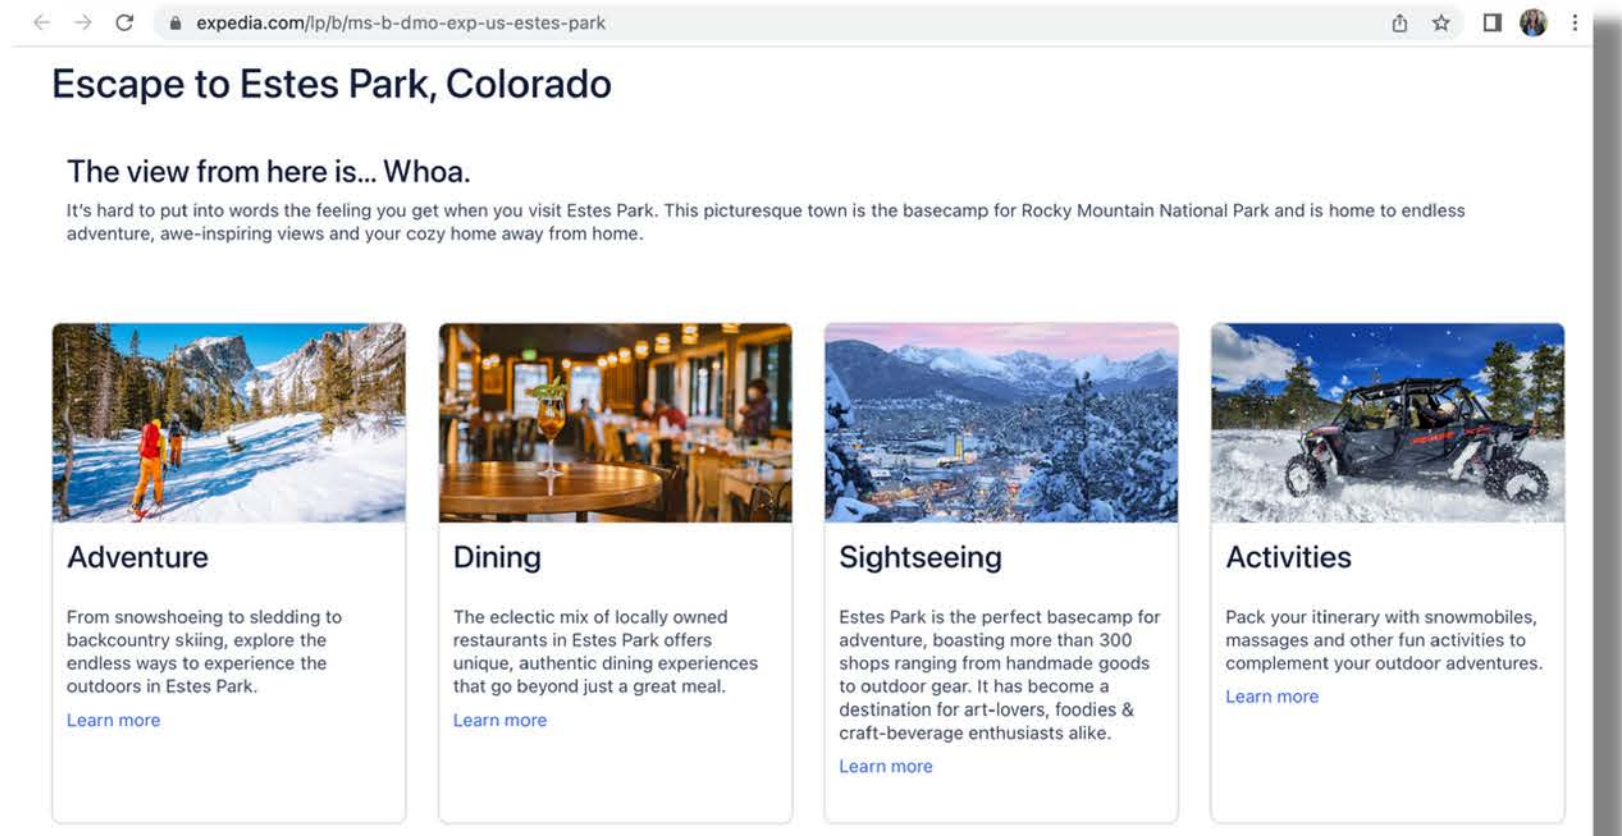 expedia.com/lp/b/ms-b-dmo-exp-us-estes-park
Escape to Estes Park, Colorado
The view from here is... Whoa.
It's hard to put into words the feeling you get when you visit Estes Park. This picturesque town is the basecamp for Rocky Mountain National Park and is home to endless
adventure, awe-inspiring views and your cozy home away from home.
Adventure
From snowshoeing to sledding to
backcountry skiing, explore the
endless ways to experience the
outdoors in Estes Park.
Learn more
Dining
The eclectic mix of locally owned
restaurants in Estes Park offers
unique, authentic dining experiences
that go beyond just a great meal.
Learn more
Sightseeing
Estes Park is the perfect basecamp for
adventure, boasting more than 300
shops ranging from handmade goods
to outdoor gear. It has become a
destination for art-lovers, foodies &
craft-beverage enthusiasts alike.
Learn more
Activities
Pack your itinerary with snowmobiles,
massages and other fun activities to
complement your outdoor adventures.
Learn more